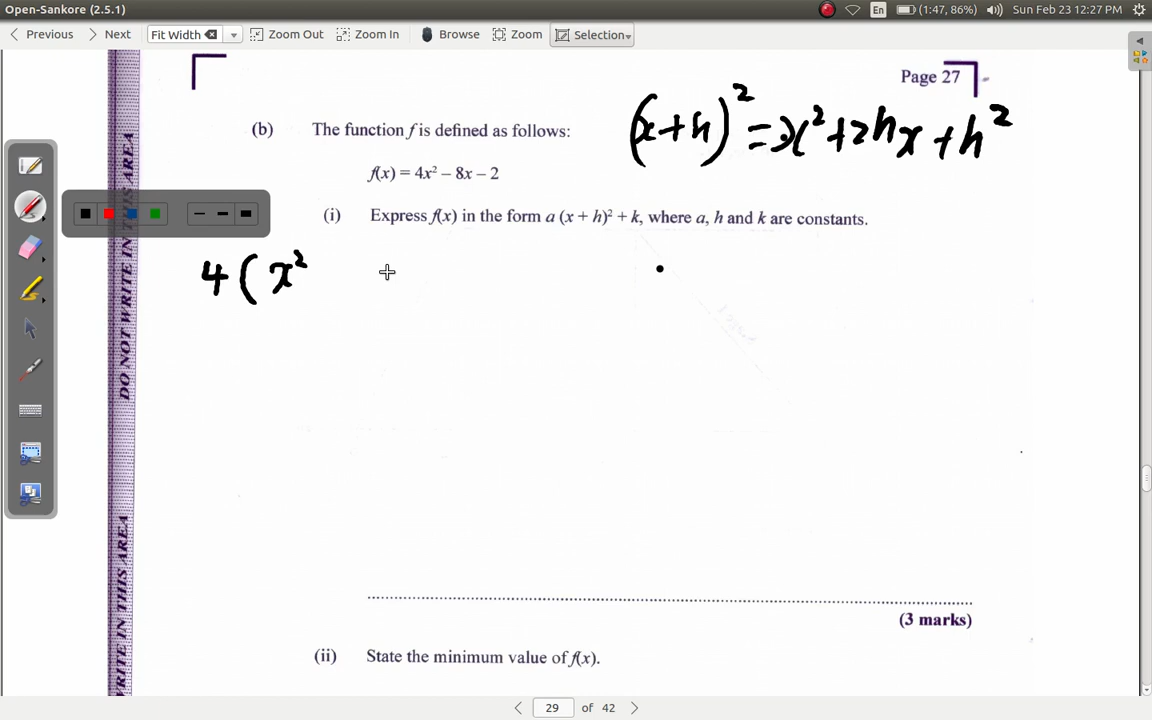 Open-Sankore (2.5.1)
En (1:47, 86%) Sun Feb 23 12:27 PM
Previous Next Fit Width Zoom Out Zoom In Browse Zoom Selection
Page 27
(x+h)² = x² + 2hx + h²
(b) The function f is defined as follows:
f(x) = 4x² – 8x – 2
(i) Express f(x) in the form a (x + h)² + k, where a, h and k are constants.
4 ( x²
(3 marks)
(ii) State the minimum value of f(x).
DO NOT WRITE IN THIS AREA
WRITE IN THIS AREA
29 of 42